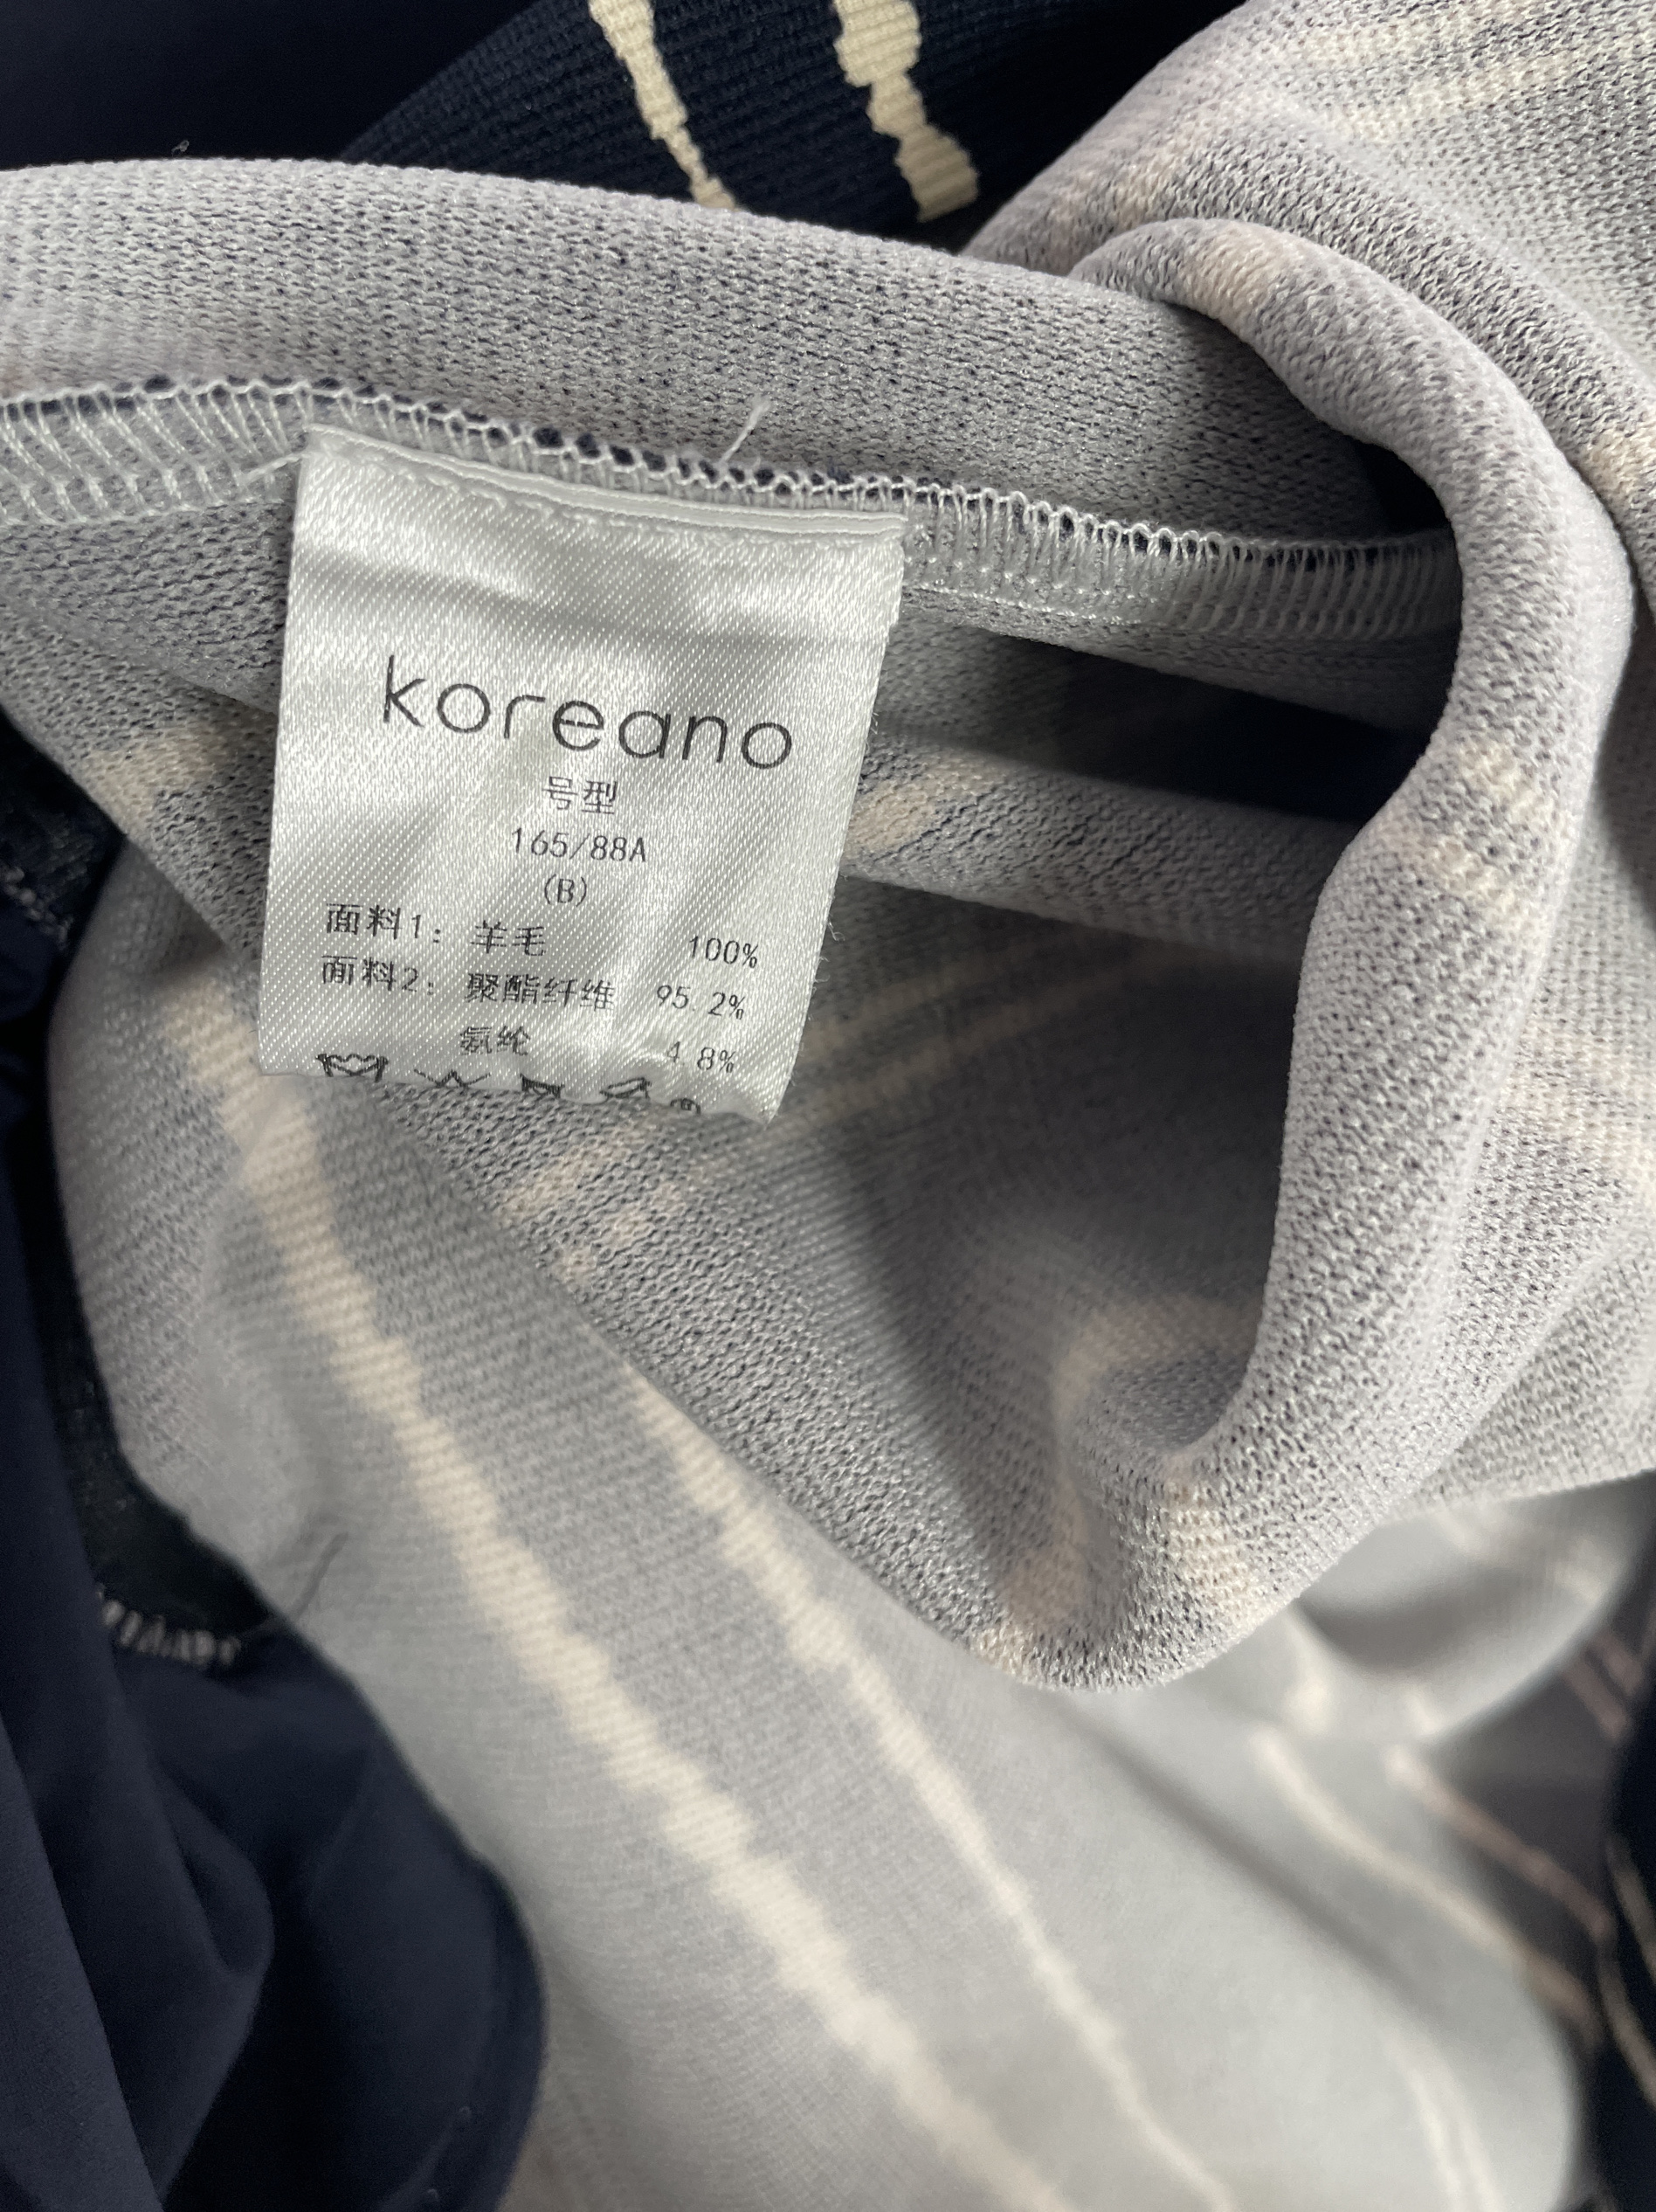 koreano
号型
165/88A
(B)
面料1: 羊毛 100%
面料2: 聚酯纤维 95.2%
氨纶 4.8%